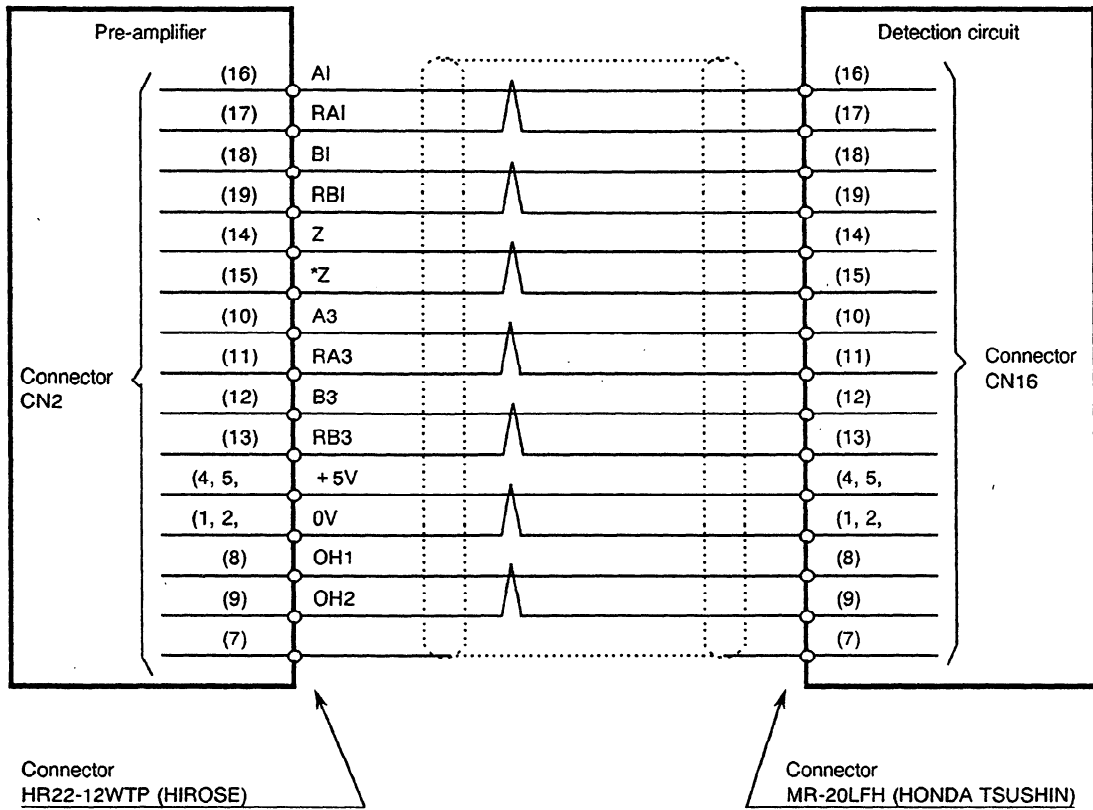 Pre-amplifier
Detection circuit
(16) AI (16)
(17) RAI (17)
(18) BI (18)
(19) RBI (19)
(14) Z (14)
(15) *Z (15)
(10) A3 (10)
(11) RA3 (11)
Connector
CN2
Connector
CN16
(12) B3 (12)
(13) RB3 (13)
(4, 5, +5V (4, 5,
(1, 2, 0V (1, 2,
(8) OH1 (8)
(9) OH2 (9)
(7) (7)
Connector
HR22-12WTP (HIROSE)
Connector
MR-20LFH (HONDA TSUSHIN)